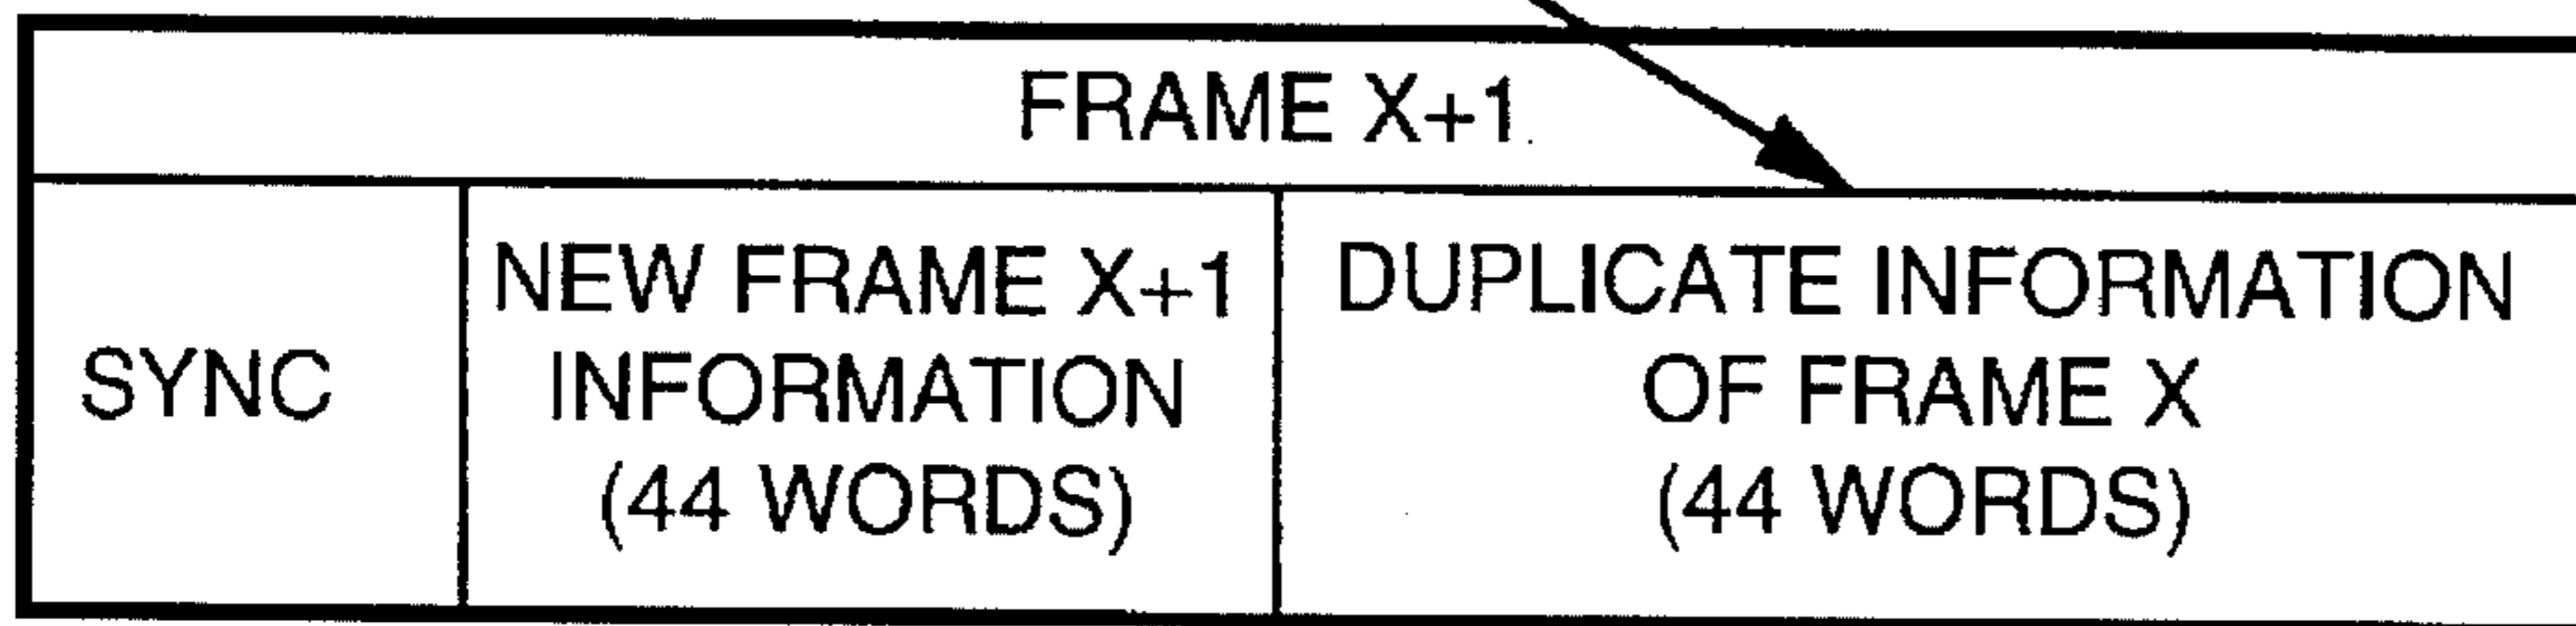 FRAME X+1
SYNC
NEW FRAME X+1
INFORMATION
(44 WORDS)
DUPLICATE INFORMATION
OF FRAME X
(44 WORDS)